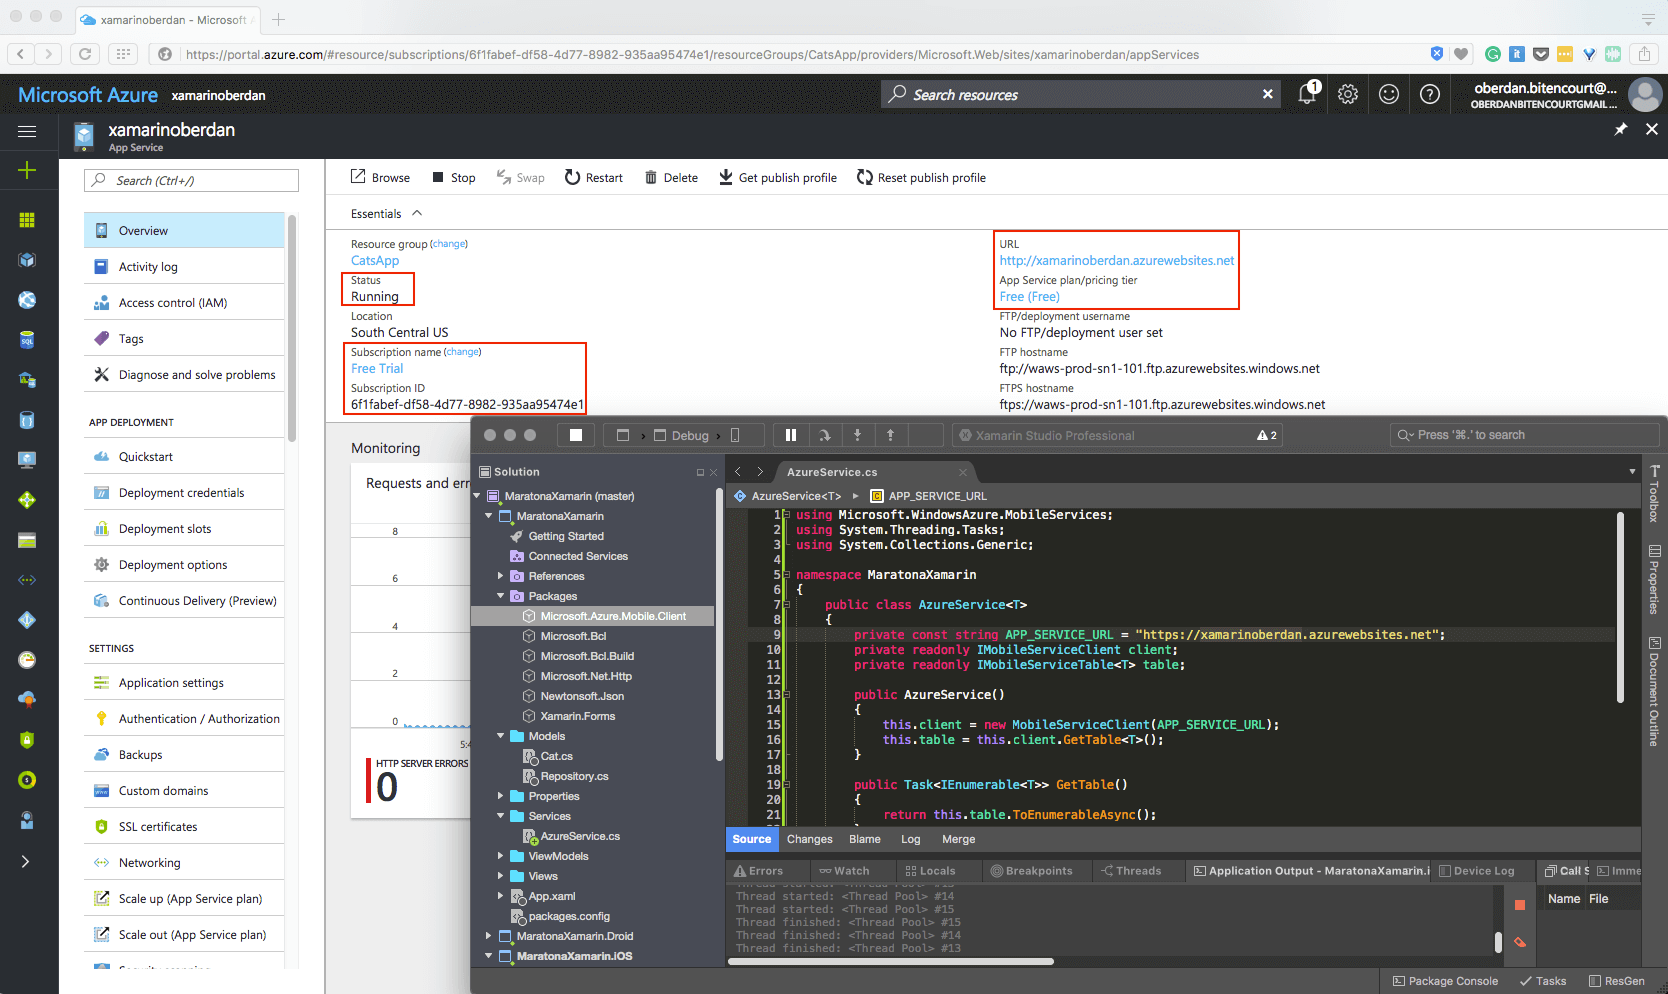 xamarinoberdan - Microsoft A
https://portal.azure.com/#resource/subscriptions/6f1fabef-df58-4d77-8982-935aa95474e1/resourceGroups/CatsApp/providers/Microsoft.Web/sites/xamarinoberdan/appServices
Microsoft Azure xamarinoberdan
Search resources
1
oberdan.bitencourt@...
OBERDANBITENCOURTGMAIL ...
xamarinoberdan
App Service
Search (Ctrl+/)
Overview
Activity log
Access control (IAM)
Tags
Diagnose and solve problems
APP DEPLOYMENT
Quickstart
Deployment credentials
Deployment slots
Deployment options
Continuous Delivery (Preview)
SETTINGS
Application settings
Authentication / Authorization
Backups
Custom domains
SSL certificates
Networking
Scale up (App Service plan)
Scale out (App Service plan)
Browse Stop Swap Restart Delete Get publish profile Reset publish profile
Essentials
Resource group (change)
CatsApp
Status
Running
Location
South Central US
Subscription name (change)
Free Trial
Subscription ID
6f1fabef-df58-4d77-8982-935aa95474e1
URL
http://xamarinoberdan.azurewebsites.net
App Service plan/pricing tier
Free (Free)
FTP/deployment username
No FTP/deployment user set
FTP hostname
ftp://waws-prod-sn1-101.ftp.azurewebsites.windows.net
FTPS hostname
ftps://waws-prod-sn1-101.ftp.azurewebsites.windows.net
Monitoring
Requests and err
8
6
4
2
0
5:4
HTTP SERVER ERRORS
0
Debug
Xamarin Studio Professional
2
Press '⌘.' to search
Solution
MaratonaXamarin (master)
MaratonaXamarin
Getting Started
Connected Services
References
Packages
Microsoft.Azure.Mobile.Client
Microsoft.Bcl
Microsoft.Bcl.Build
Microsoft.Net.Http
Newtonsoft.Json
Xamarin.Forms
Models
Cat.cs
Repository.cs
Properties
Services
AzureService.cs
ViewModels
Views
App.xaml
packages.config
MaratonaXamarin.Droid
MaratonaXamarin.iOS
AzureService.cs
AzureService<T> APP_SERVICE_URL
1 using Microsoft.WindowsAzure.MobileServices;
2 using System.Threading.Tasks;
3 using System.Collections.Generic;
4
5 namespace MaratonaXamarin
6 {
7 public class AzureService<T>
8 {
9 private const string APP_SERVICE_URL = "https://xamarinoberdan.azurewebsites.net";
10 private readonly IMobileServiceClient client;
11 private readonly IMobileServiceTable<T> table;
12
13 public AzureService()
14 {
15 this.client = new MobileServiceClient(APP_SERVICE_URL);
16 this.table = this.client.GetTable<T>();
17 }
18
19 public Task<IEnumerable<T>> GetTable()
20 {
21 return this.table.ToEnumerableAsync();
Source Changes Blame Log Merge
Errors Watch Locals Breakpoints Threads Application Output - MaratonaXamarin.i Device Log Call S Imme
Thread started: <Thread Pool> #14
Thread started: <Thread Pool> #15
Thread finished: <Thread Pool> #15
Thread finished: <Thread Pool> #14
Thread finished: <Thread Pool> #13
Name File
Toolbox
Properties
Document Outline
Package Console Tasks ResGen